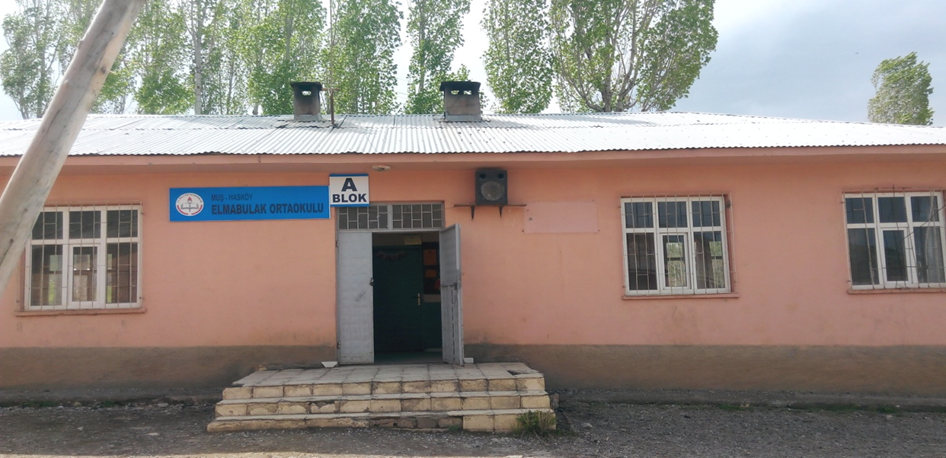 MUŞ - HASKÖY
ELMABULAK ORTAOKULU
A
BLOK